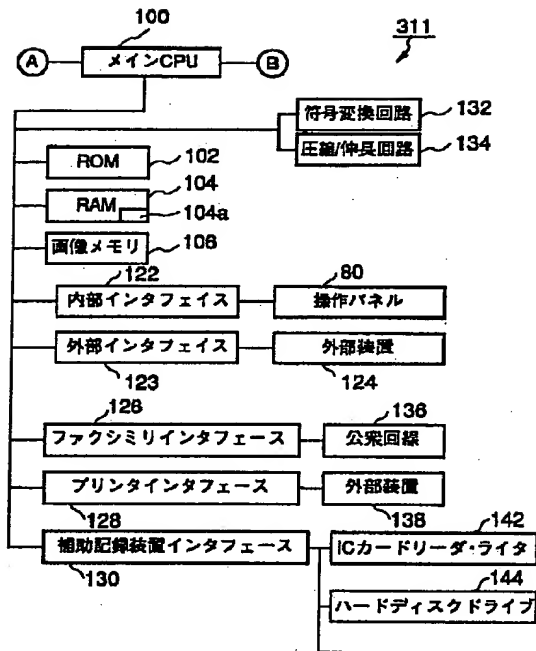 100
311
A
メインCPU
B
符号変換回路
132
圧縮/伸長回路
134
ROM
102
RAM
104
104a
画像メモリ
106
122
80
内部インタフェイス
操作パネル
外部インタフェイス
外部装置
123
124
126
136
ファクシミリインタフェース
公衆回線
プリンタインタフェース
外部装置
128
138
142
補助記録装置インタフェース
ICカードリーダ・ライタ
130
144
ハードディスクドライブ